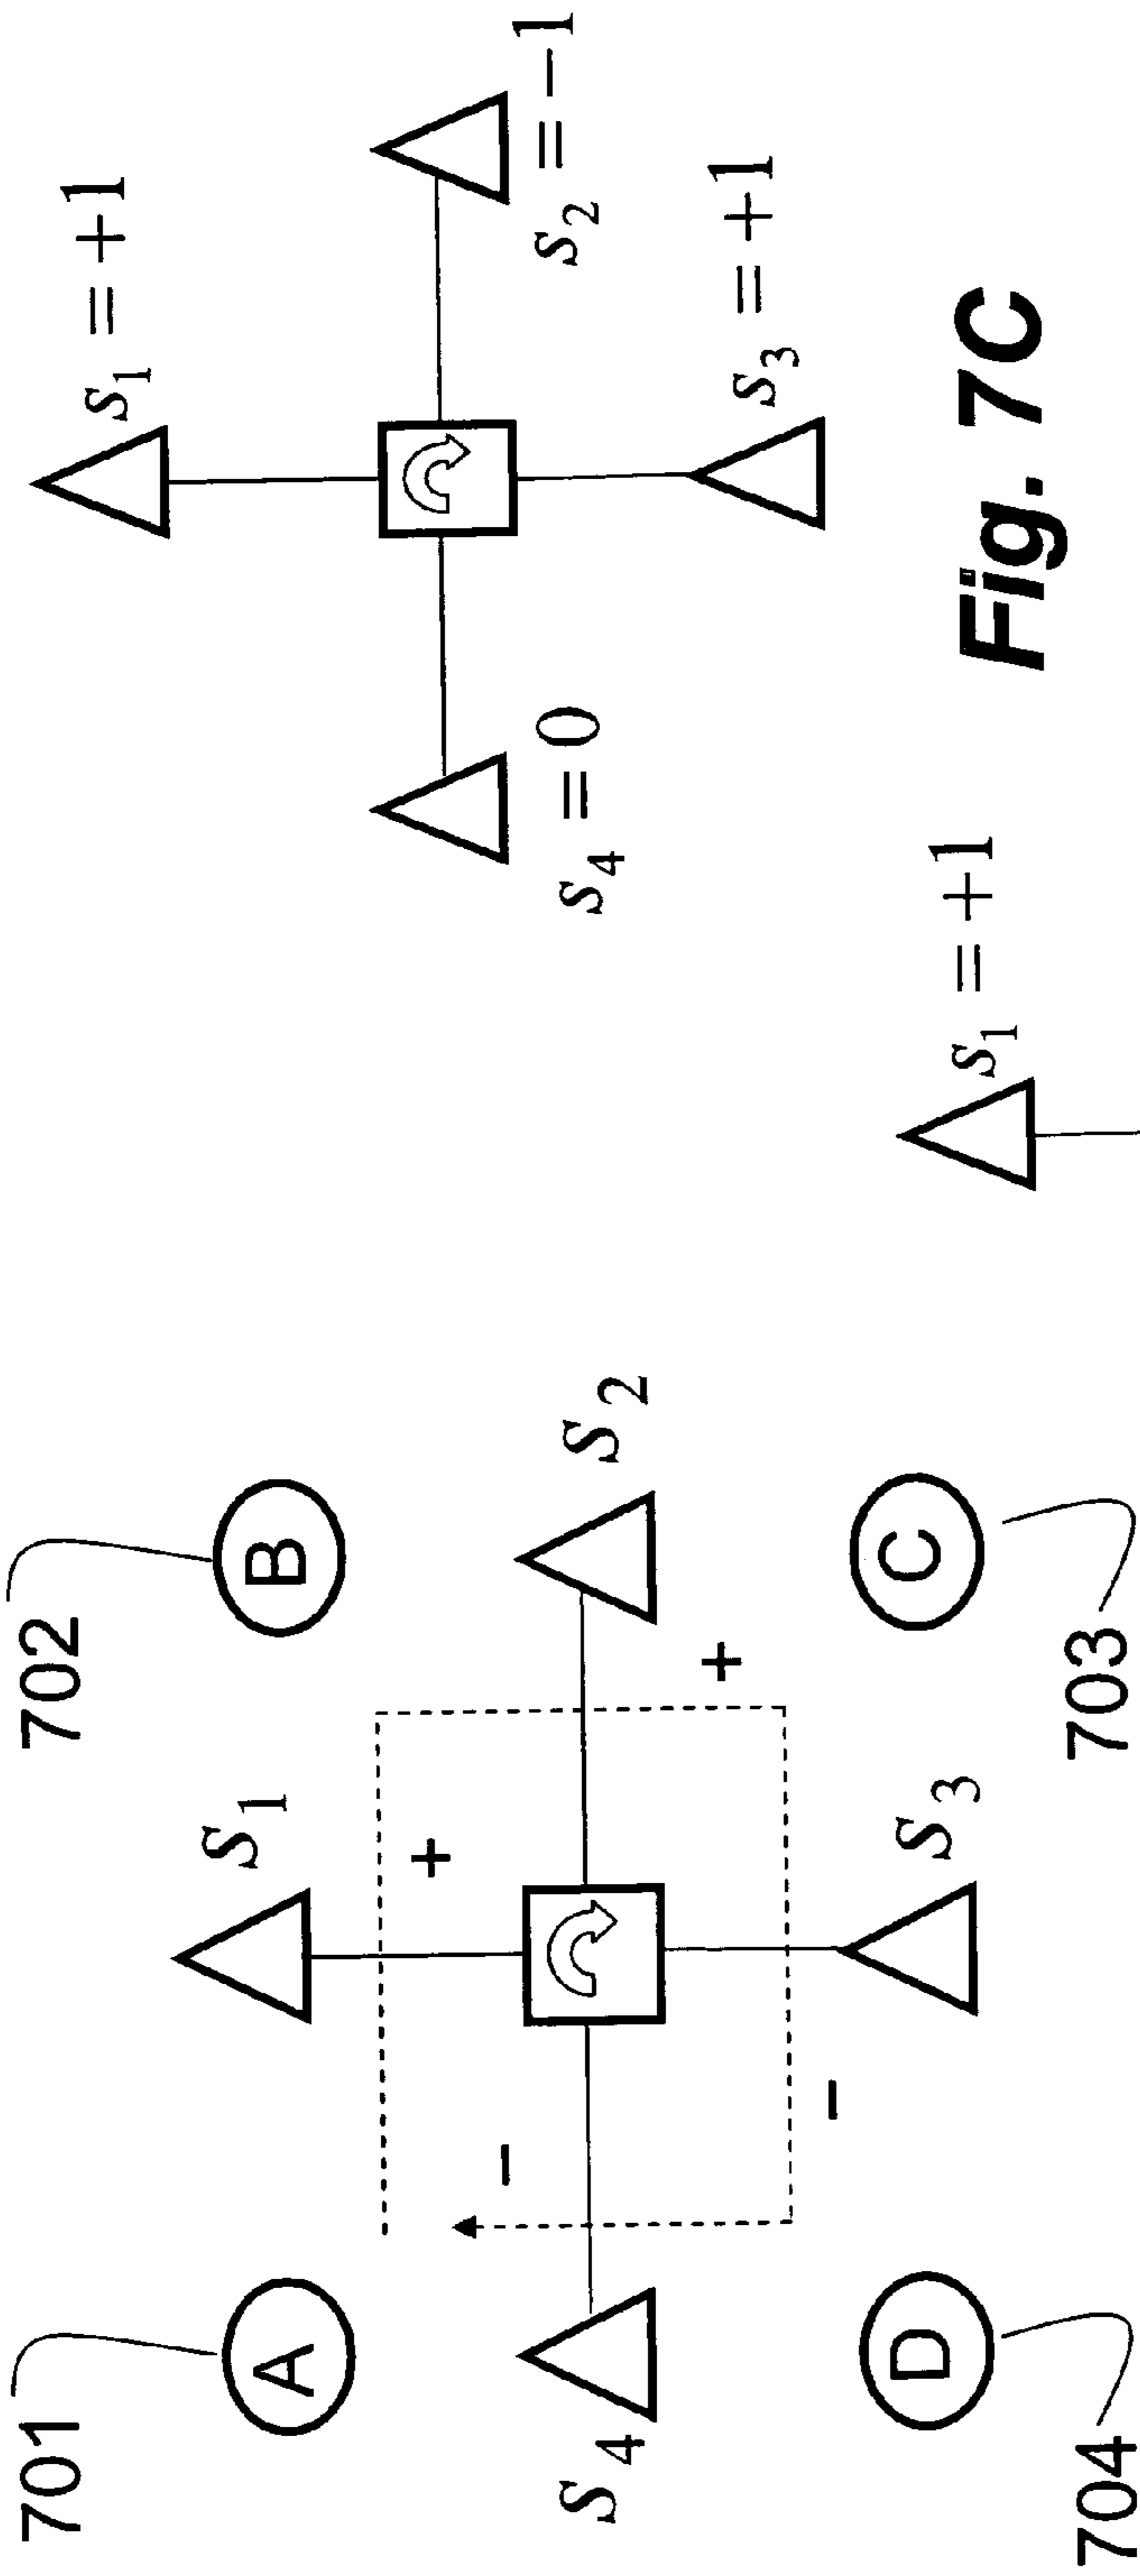 701
702
A
B
S1
+
-
S4
S2
+
-
S3
D
C
704
703
s1 = +1
s4 = 0
s2 = −1
s3 = +1
Fig. 7C
s1 = +1